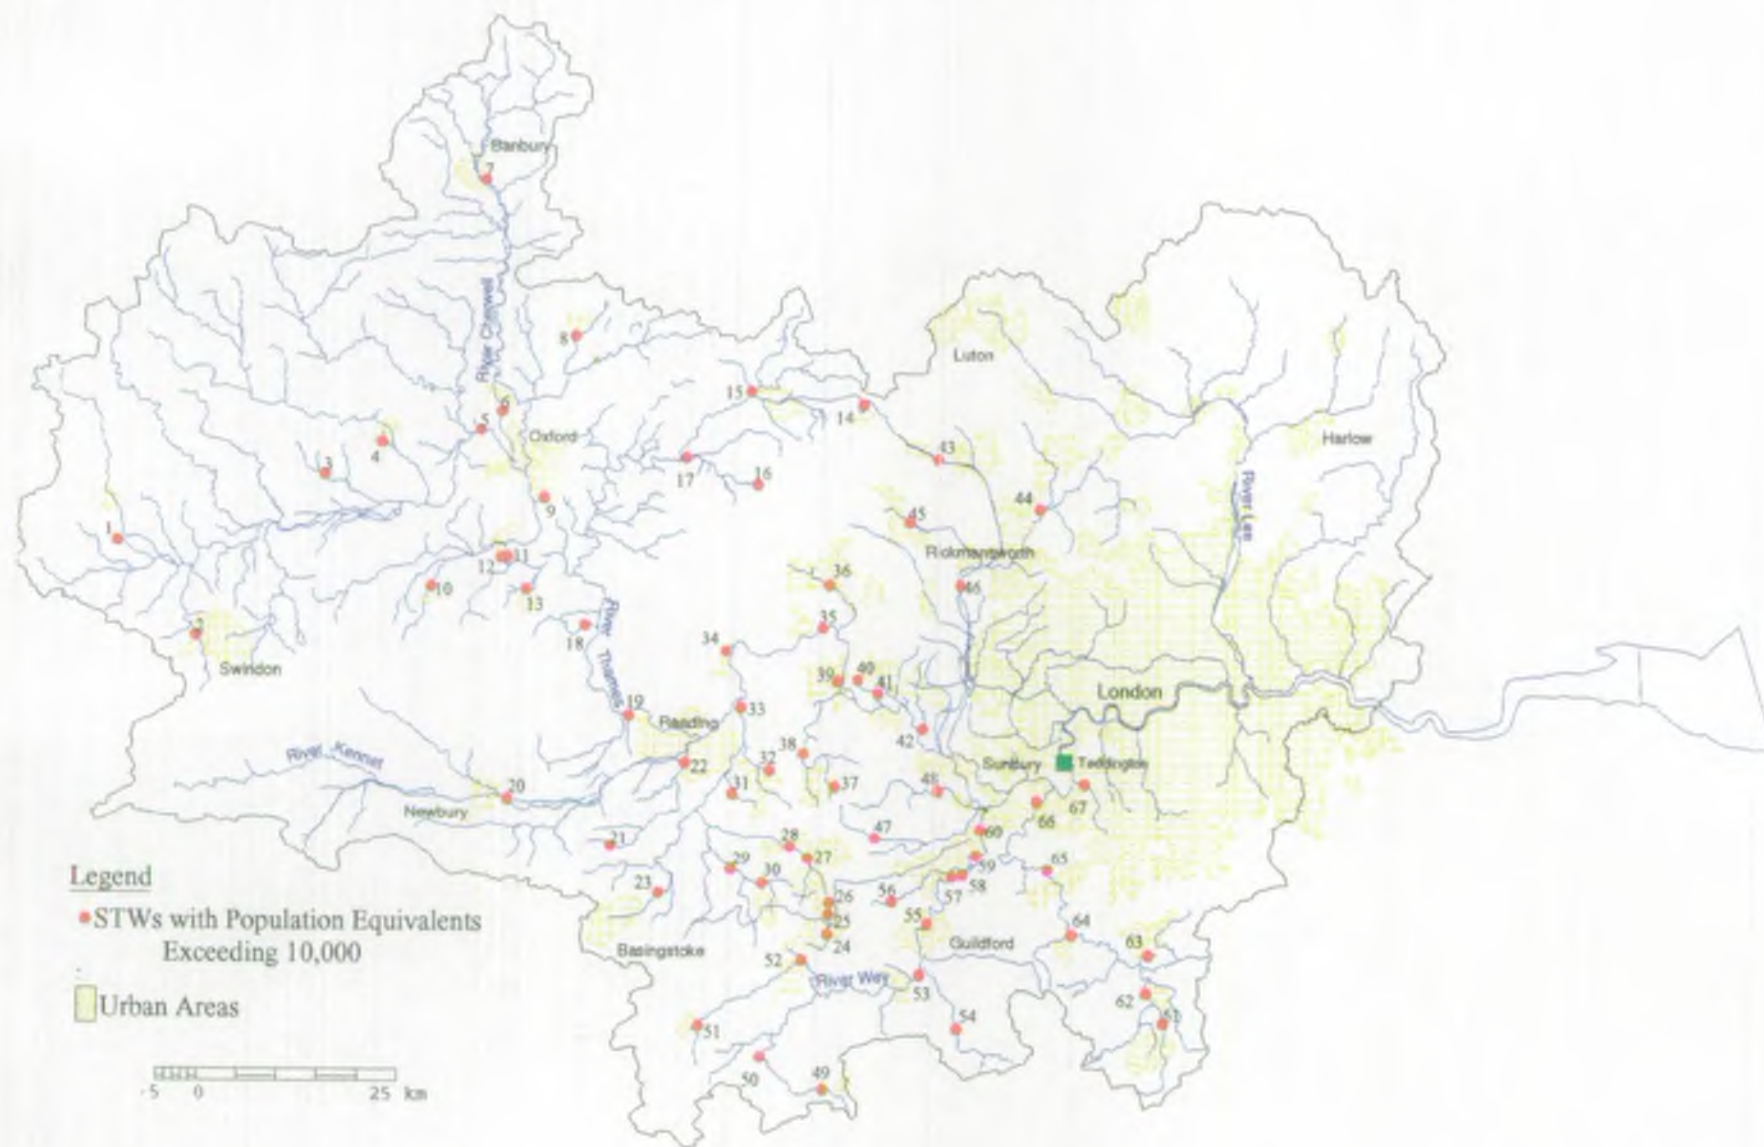 Banbury
7
River Cherwell
8
Luton
15
14
6
5
Oxford
Harlow
4
3
43
17
16
44
9
River Lee
1
45
12
11
Rickmansworth
10
13
36
46
River Thames
18
35
2
34
Swindon
39
40
41
London
19
Reading
33
River Kennet
38
42
32
22
Sunbury
Teddington
20
31
37
48
67
Newbury
66
21
28
47
60
27
29
59
65
Legend
30
58
23
26
56
57
STWs with Population Equivalents
Exceeding 10,000
25
55
64
24
Basingstoke
Guildford
63
52
River Wey
53
62
Urban Areas
51
54
61
50
49
5 0 25 km